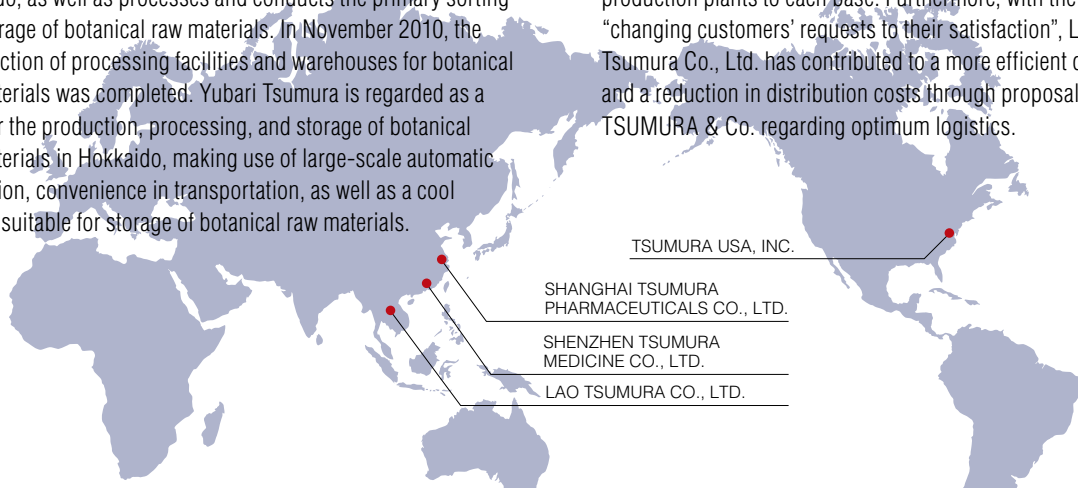 do, as well as processes and conducts the primary sorting
rage of botanical raw materials. In November 2010, the
ction of processing facilities and warehouses for botanical
terials was completed. Yubari Tsumura is regarded as a
r the production, processing, and storage of botanical
terials in Hokkaido, making use of large-scale automatic
ion, convenience in transportation, as well as a cool
suitable for storage of botanical raw materials.
production plants to each base. Furthermore, with the
“changing customers’ requests to their satisfaction”, L
Tsumura Co., Ltd. has contributed to a more efficient
and a reduction in distribution costs through proposal
TSUMURA & Co. regarding optimum logistics.
TSUMURA USA, INC.
SHANGHAI TSUMURA
PHARMACEUTICALS CO., LTD.
SHENZHEN TSUMURA
MEDICINE CO., LTD.
LAO TSUMURA CO., LTD.